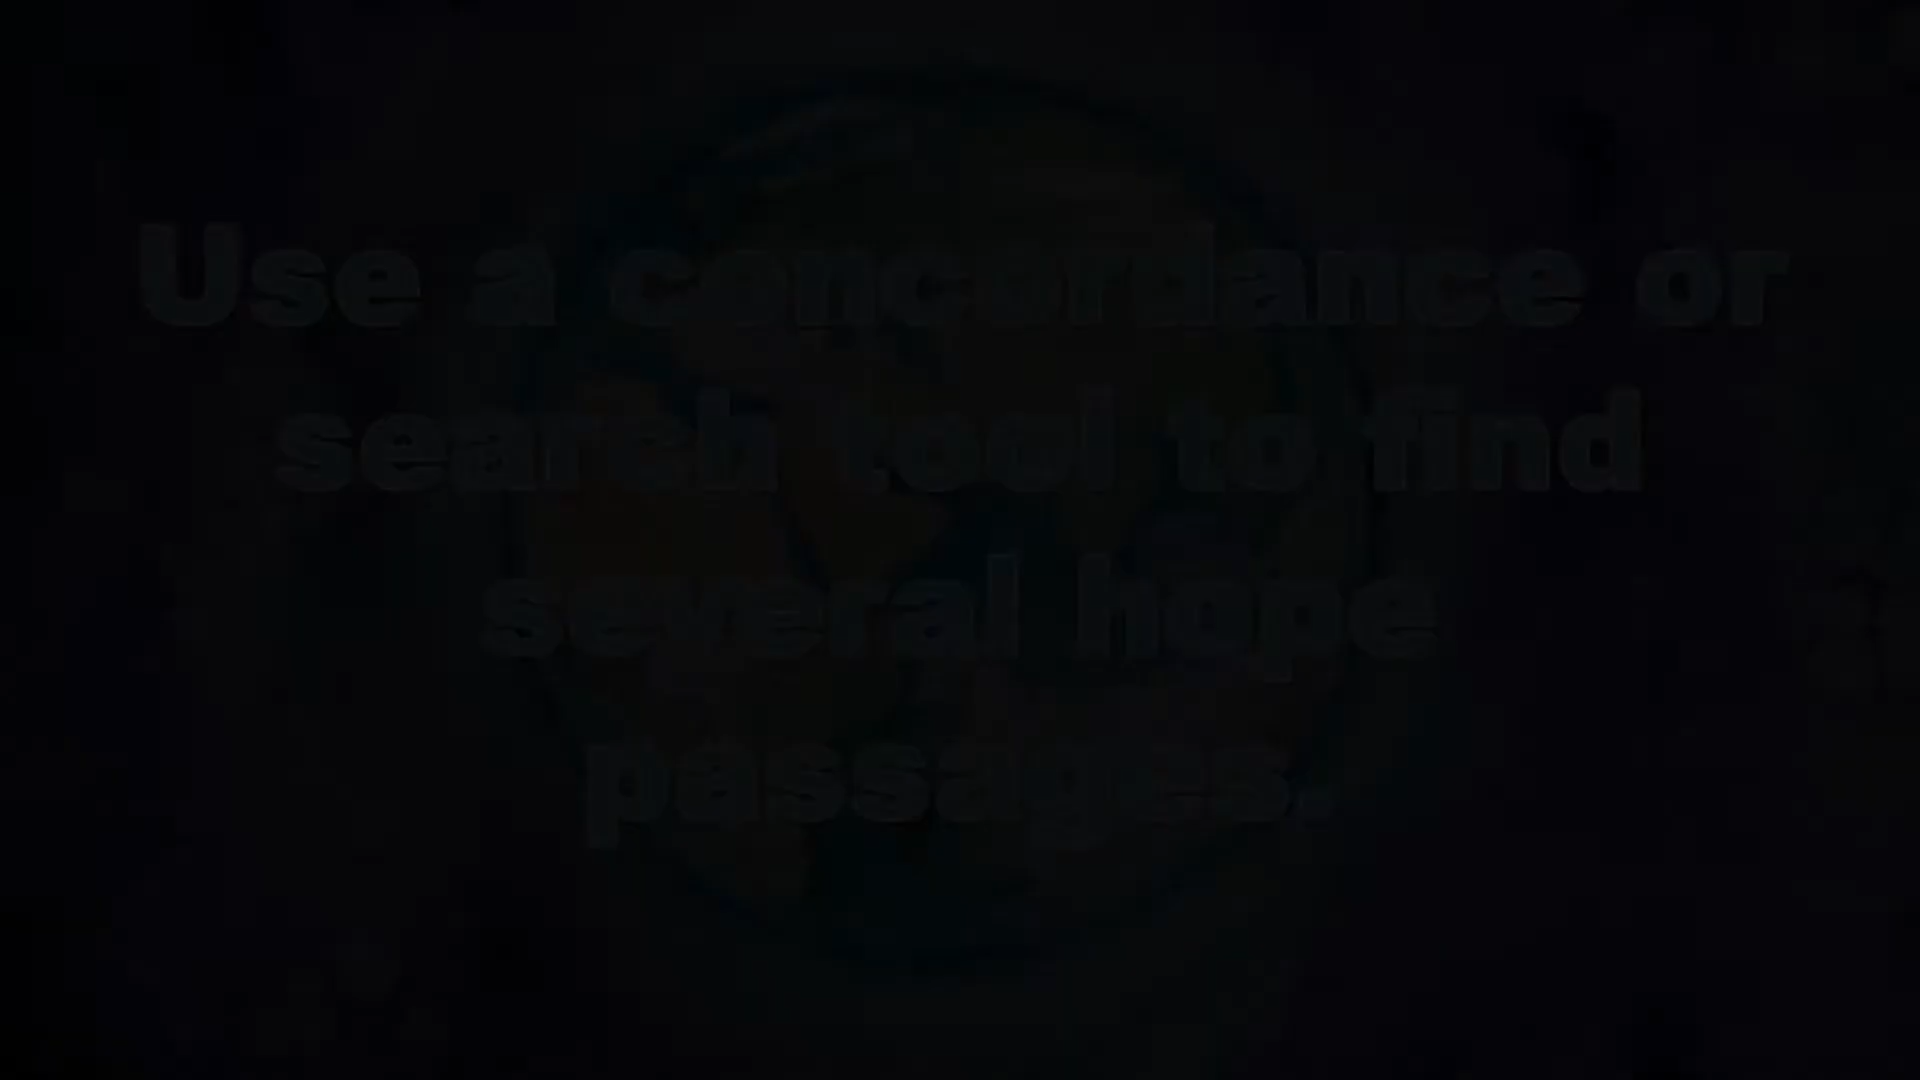 Use a concordance or
search tool to find
several hope
passages.